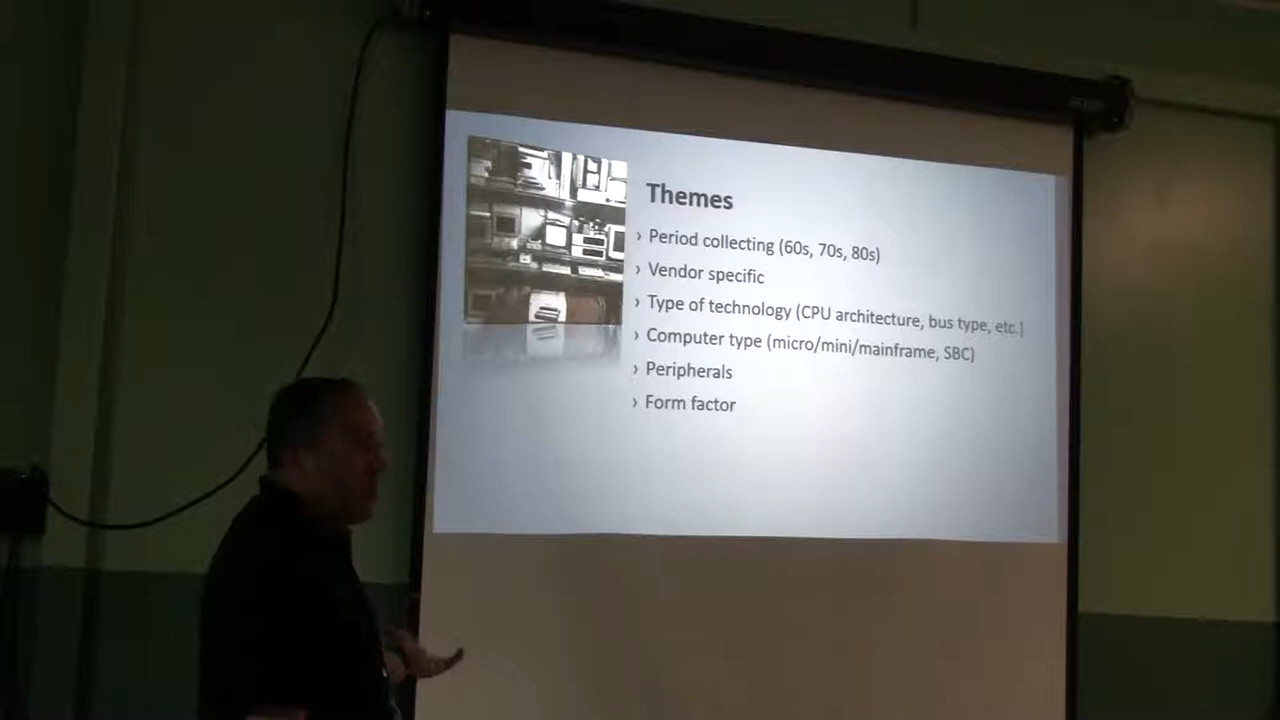 Themes
› Period collecting (60s, 70s, 80s)
› Vendor specific
› Type of technology (CPU architecture, bus type, etc.)
› Computer type (micro/mini/mainframe, SBC)
› Peripherals
› Form factor